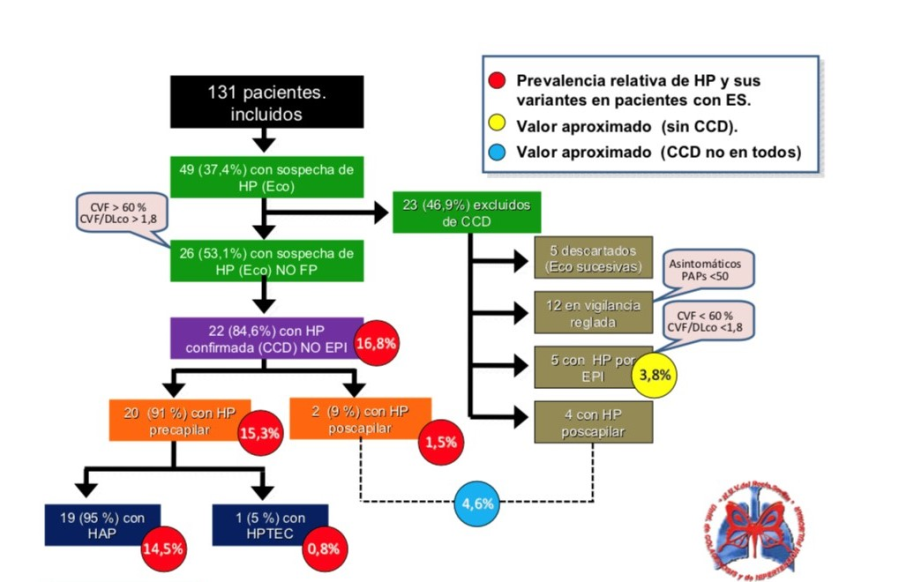 131 pacientes.
incluidos
Prevalencia relativa de HP y sus
variantes en pacientes con ES.
Valor aproximado (sin CCD).
Valor aproximado (CCD no en todos)
49 (37,4%) con sospecha de
HP (Eco)
CVF > 60 %
CVF/DLco > 1,8
23 (46,9%) excluidos
de CCD
26 (53,1%) con sospecha de
HP (Eco) NO FP
5 descartados
(Eco sucesivas)
Asintomáticos
PAPs <50
12 en vigilancia
reglada
CVF < 60 %
CVF/DLco <1,8
22 (84,6%) con HP
confirmada (CCD) NO EPI
16,8%
5 con HP por
EPI
3,8%
20 (91 %) con HP
precapilar
15,3%
2 (9 %) con HP
poscapilar
1,5%
4 con HP
poscapilar
4,6%
19 (95 %) con
HAP
14,5%
1 (5 %) con
HPTEC
0,8%